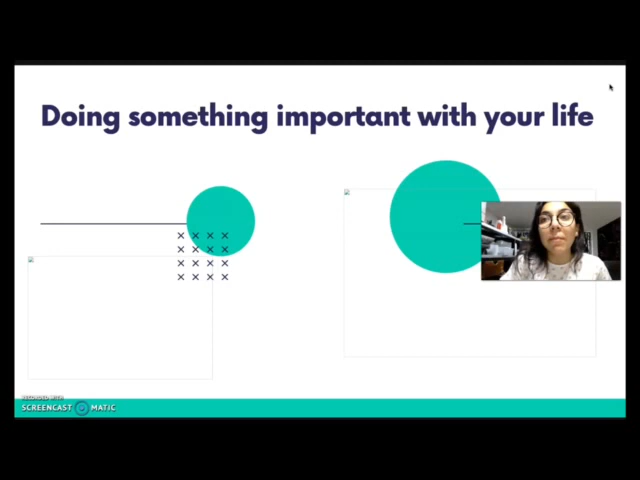 Doing something important with your life
RECORDED WITH
SCREENCAST MATIC